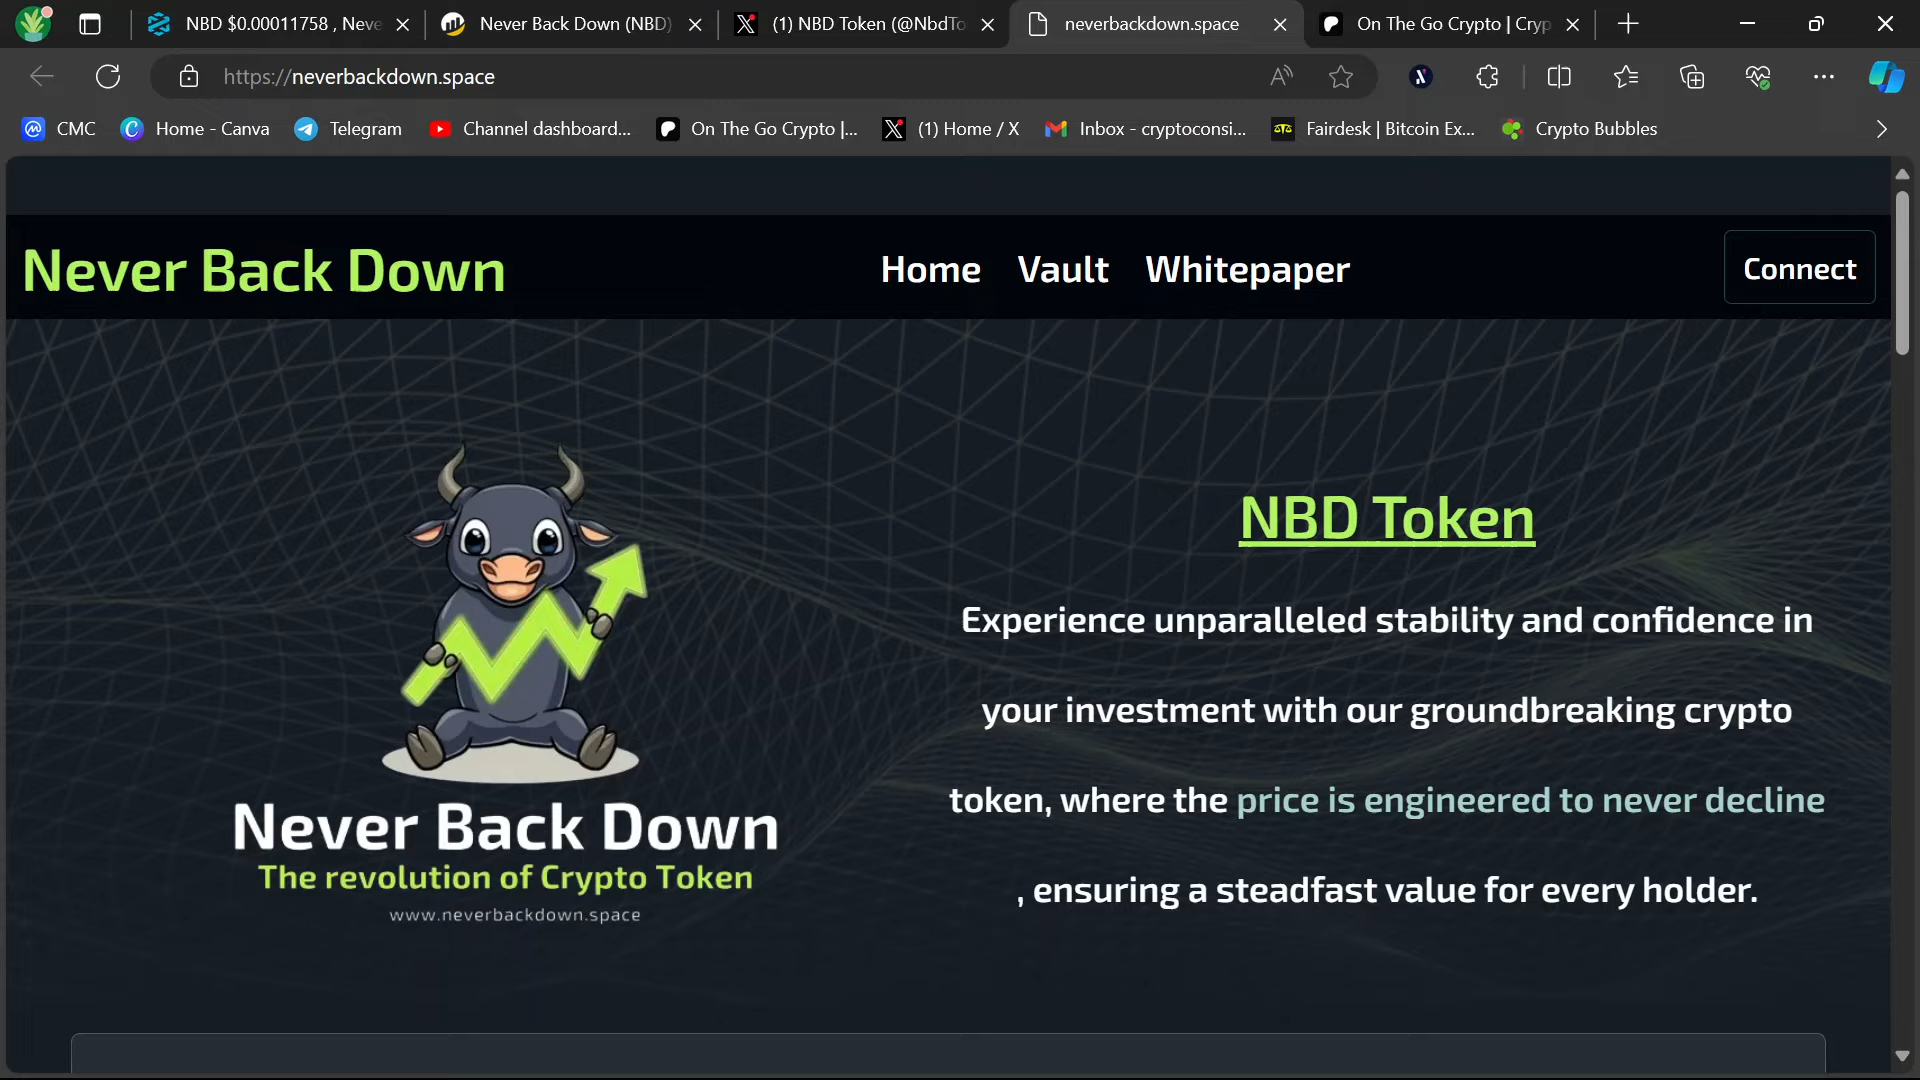 NBD $0.00011758 , Neve
Never Back Down (NBD)
(1) NBD Token (@NbdTo
neverbackdown.space
On The Go Crypto | Cryp
https://neverbackdown.space
CMC
Home - Canva
Telegram
Channel dashboard...
On The Go Crypto |...
(1) Home / X
Inbox - cryptoconsi...
Fairdesk | Bitcoin Ex...
Crypto Bubbles
Never Back Down
Home
Vault
Whitepaper
Connect
NBD Token
Experience unparalleled stability and confidence in
your investment with our groundbreaking crypto
token, where the price is engineered to never decline
, ensuring a steadfast value for every holder.
Never Back Down
The revolution of Crypto Token
www.neverbackdown.space